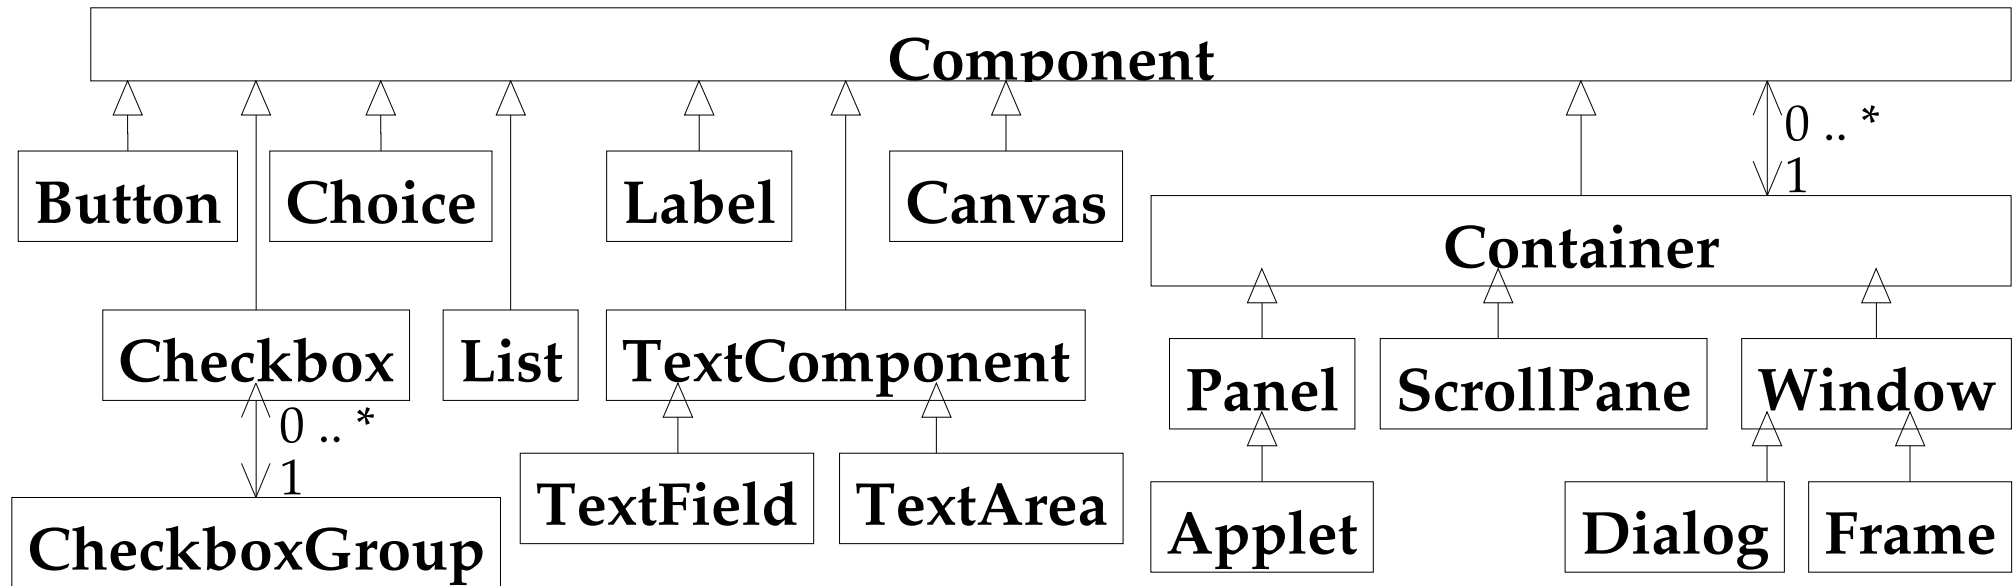 Component
0 .. *
1
Button
Choice
Label
Canvas
Container
Checkbox
List
TextComponent
Panel
ScrollPane
Window
0 .. *
1
TextField
TextArea
Applet
Dialog
Frame
CheckboxGroup